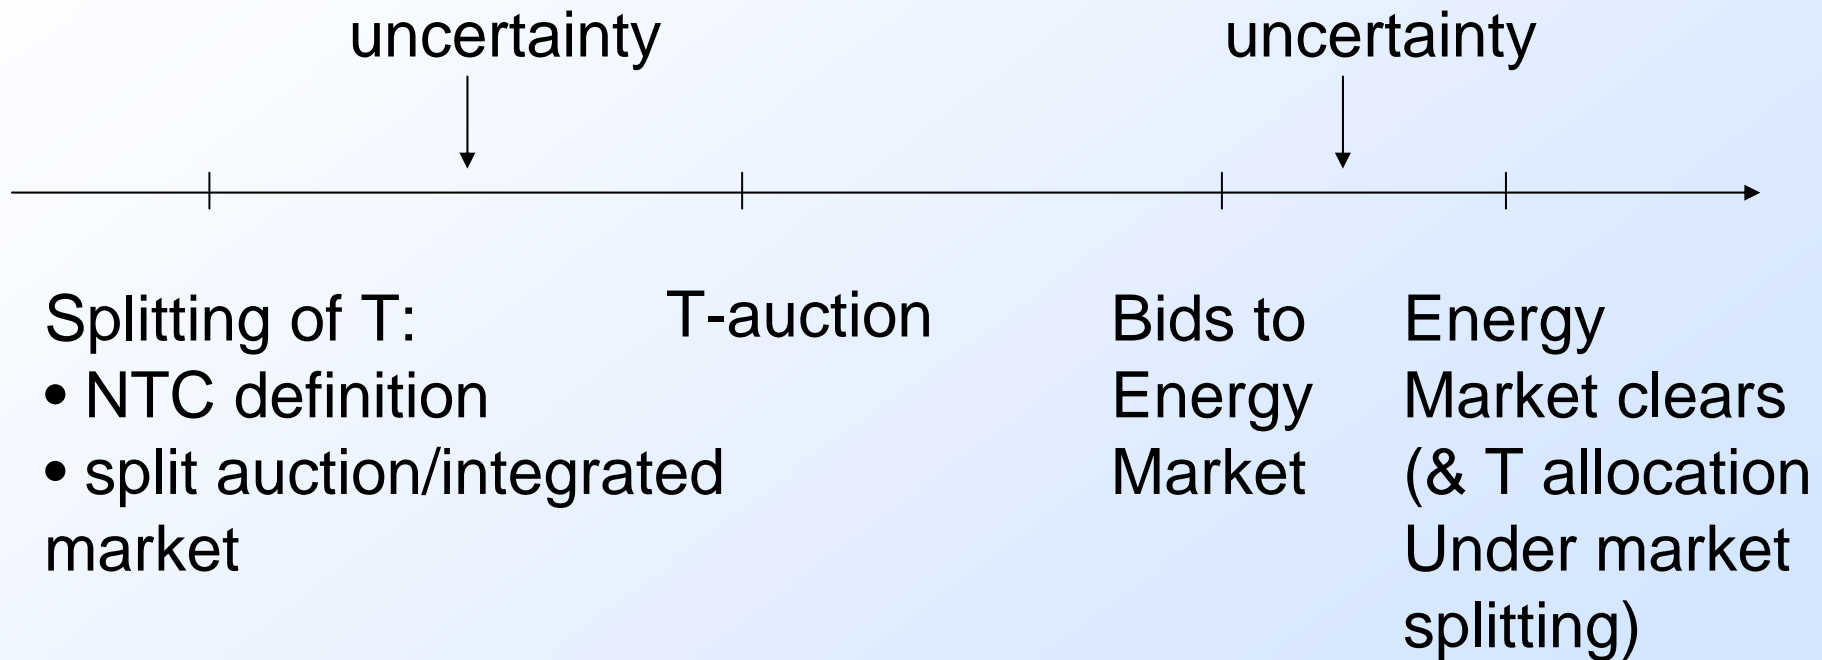 uncertainty
uncertainty
Splitting of T:
• NTC definition
• split auction/integrated
market
T-auction
Bids to
Energy
Market
Energy
Market clears
(& T allocation
Under market
splitting)